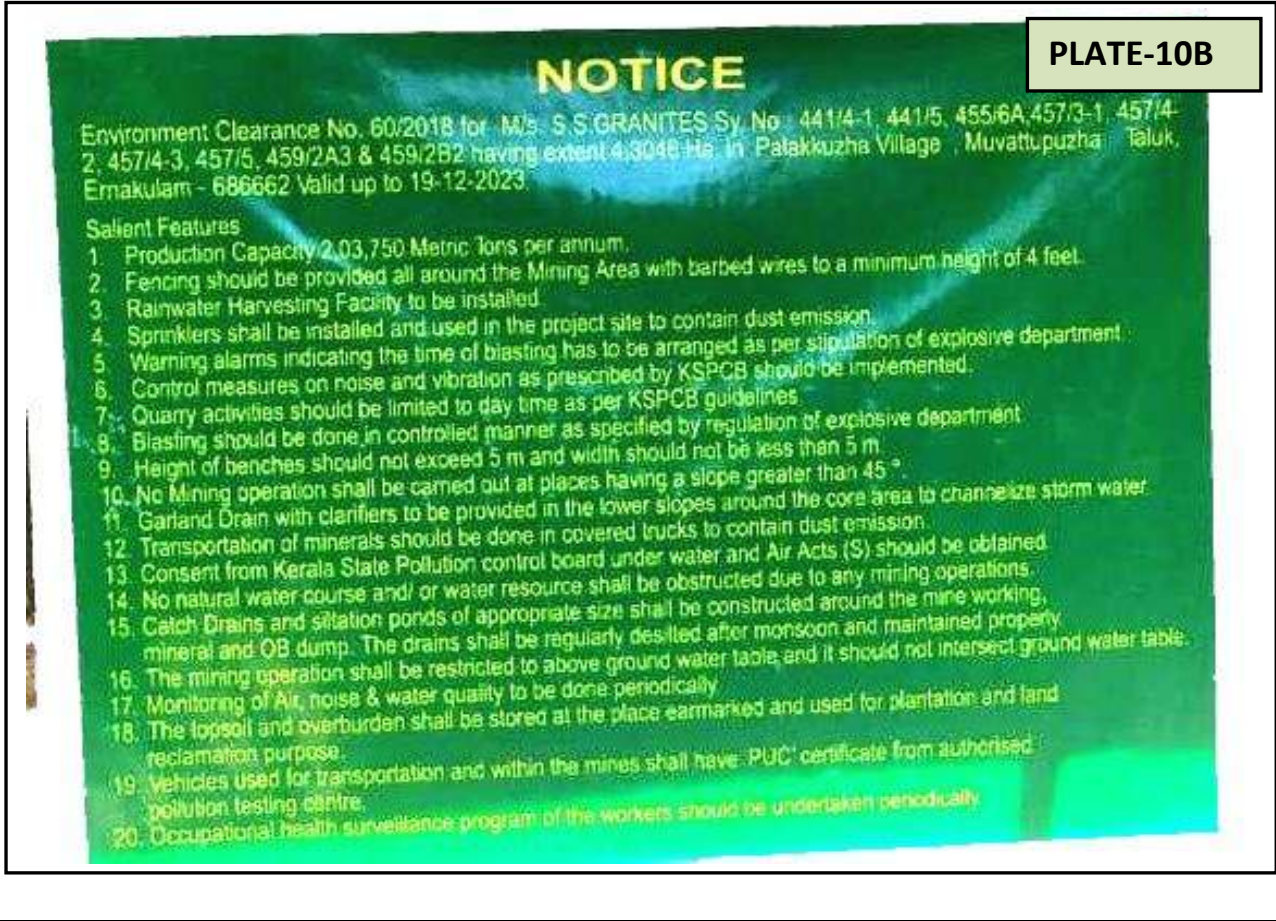 PLATE-10B
NOTICE
Environment Clearance No. 60/2018 for M/s S.S.GRANITES Sy. No : 441/4-1, 441/5, 455/6A,457/3-1, 457/4-
2, 457/4-3, 457/5, 459/2A3 & 459/2B2 having extent 4.3046 Ha. in Palakkuzha Village , Muvattupuzha Taluk,
Ernakulam - 686662 Valid up to 19-12-2023.
Salient Features
1. Production Capacity 2,03,750 Metric Tons per annum.
2. Fencing should be provided all around the Mining Area with barbed wires to a minimum height of 4 feet.
3. Rainwater Harvesting Facility to be installed.
4. Sprinklers shall be installed and used in the project site to contain dust emission.
5. Warning alarms indicating the time of blasting has to be arranged as per stipulation of explosive department.
6. Control measures on noise and vibration as prescribed by KSPCB should be implemented.
7. Quarry activities should be limited to day time as per KSPCB guidelines.
8. Blasting should be done in controlled manner as specified by regulation of explosive department
9. Height of benches should not exceed 5 m and width should not be less than 5 m.
10. No Mining operation shall be carried out at places having a slope greater than 45 °.
11. Garland Drain with clarifiers to be provided in the lower slopes around the core area to channelize storm water.
12. Transportation of minerals should be done in covered trucks to contain dust emission.
13. Consent from Kerala State Pollution control board under water and Air Acts (S) should be obtained.
14. No natural water course and/ or water resource shall be obstructed due to any mining operations.
15. Catch Drains and siltation ponds of appropriate size shall be constructed around the mine working,
mineral and OB dump. The drains shall be regularly desilted after monsoon and maintained properly.
16. The mining operation shall be restricted to above ground water table and it should not intersect ground water table.
17. Monitoring of Air, noise & water quality to be done periodically.
18. The topsoil and overburden shall be stored at the place earmarked and used for plantation and land
reclamation purpose.
19. Vehicles used for transportation and within the mines shall have 'PUC' certificate from authorised
pollution testing centre.
20. Occupational health surveillance program of the workers should be undertaken periodically.